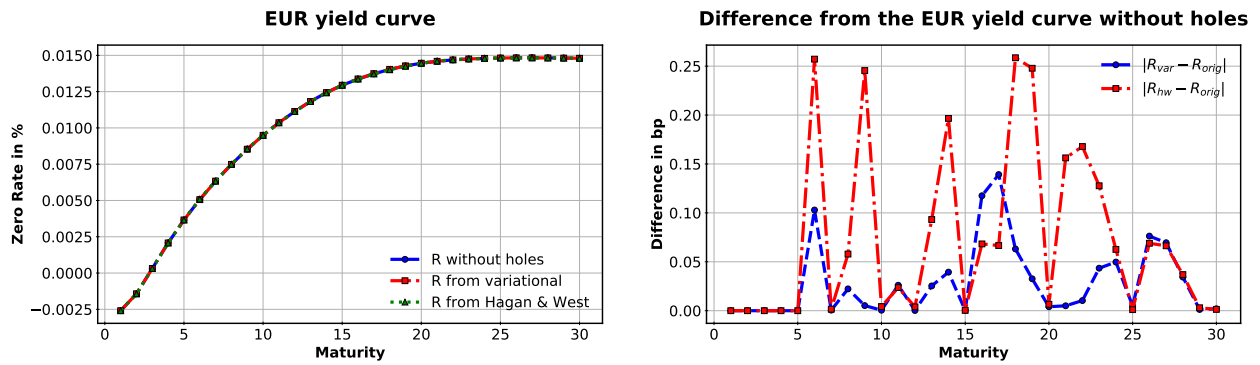 EUR yield curve
Zero Rate in %
0.0150
0.0125
0.0100
0.0075
0.0050
0.0025
0.0000
−0.0025
R without holes
R from variational
R from Hagan & West
0 5 10 15 20 25 30
Maturity
Difference from the EUR yield curve without holes
Difference in bp
0.25
0.20
0.15
0.10
0.05
0.00
|R_var − R_orig|
|R_hw − R_orig|
0 5 10 15 20 25 30
Maturity